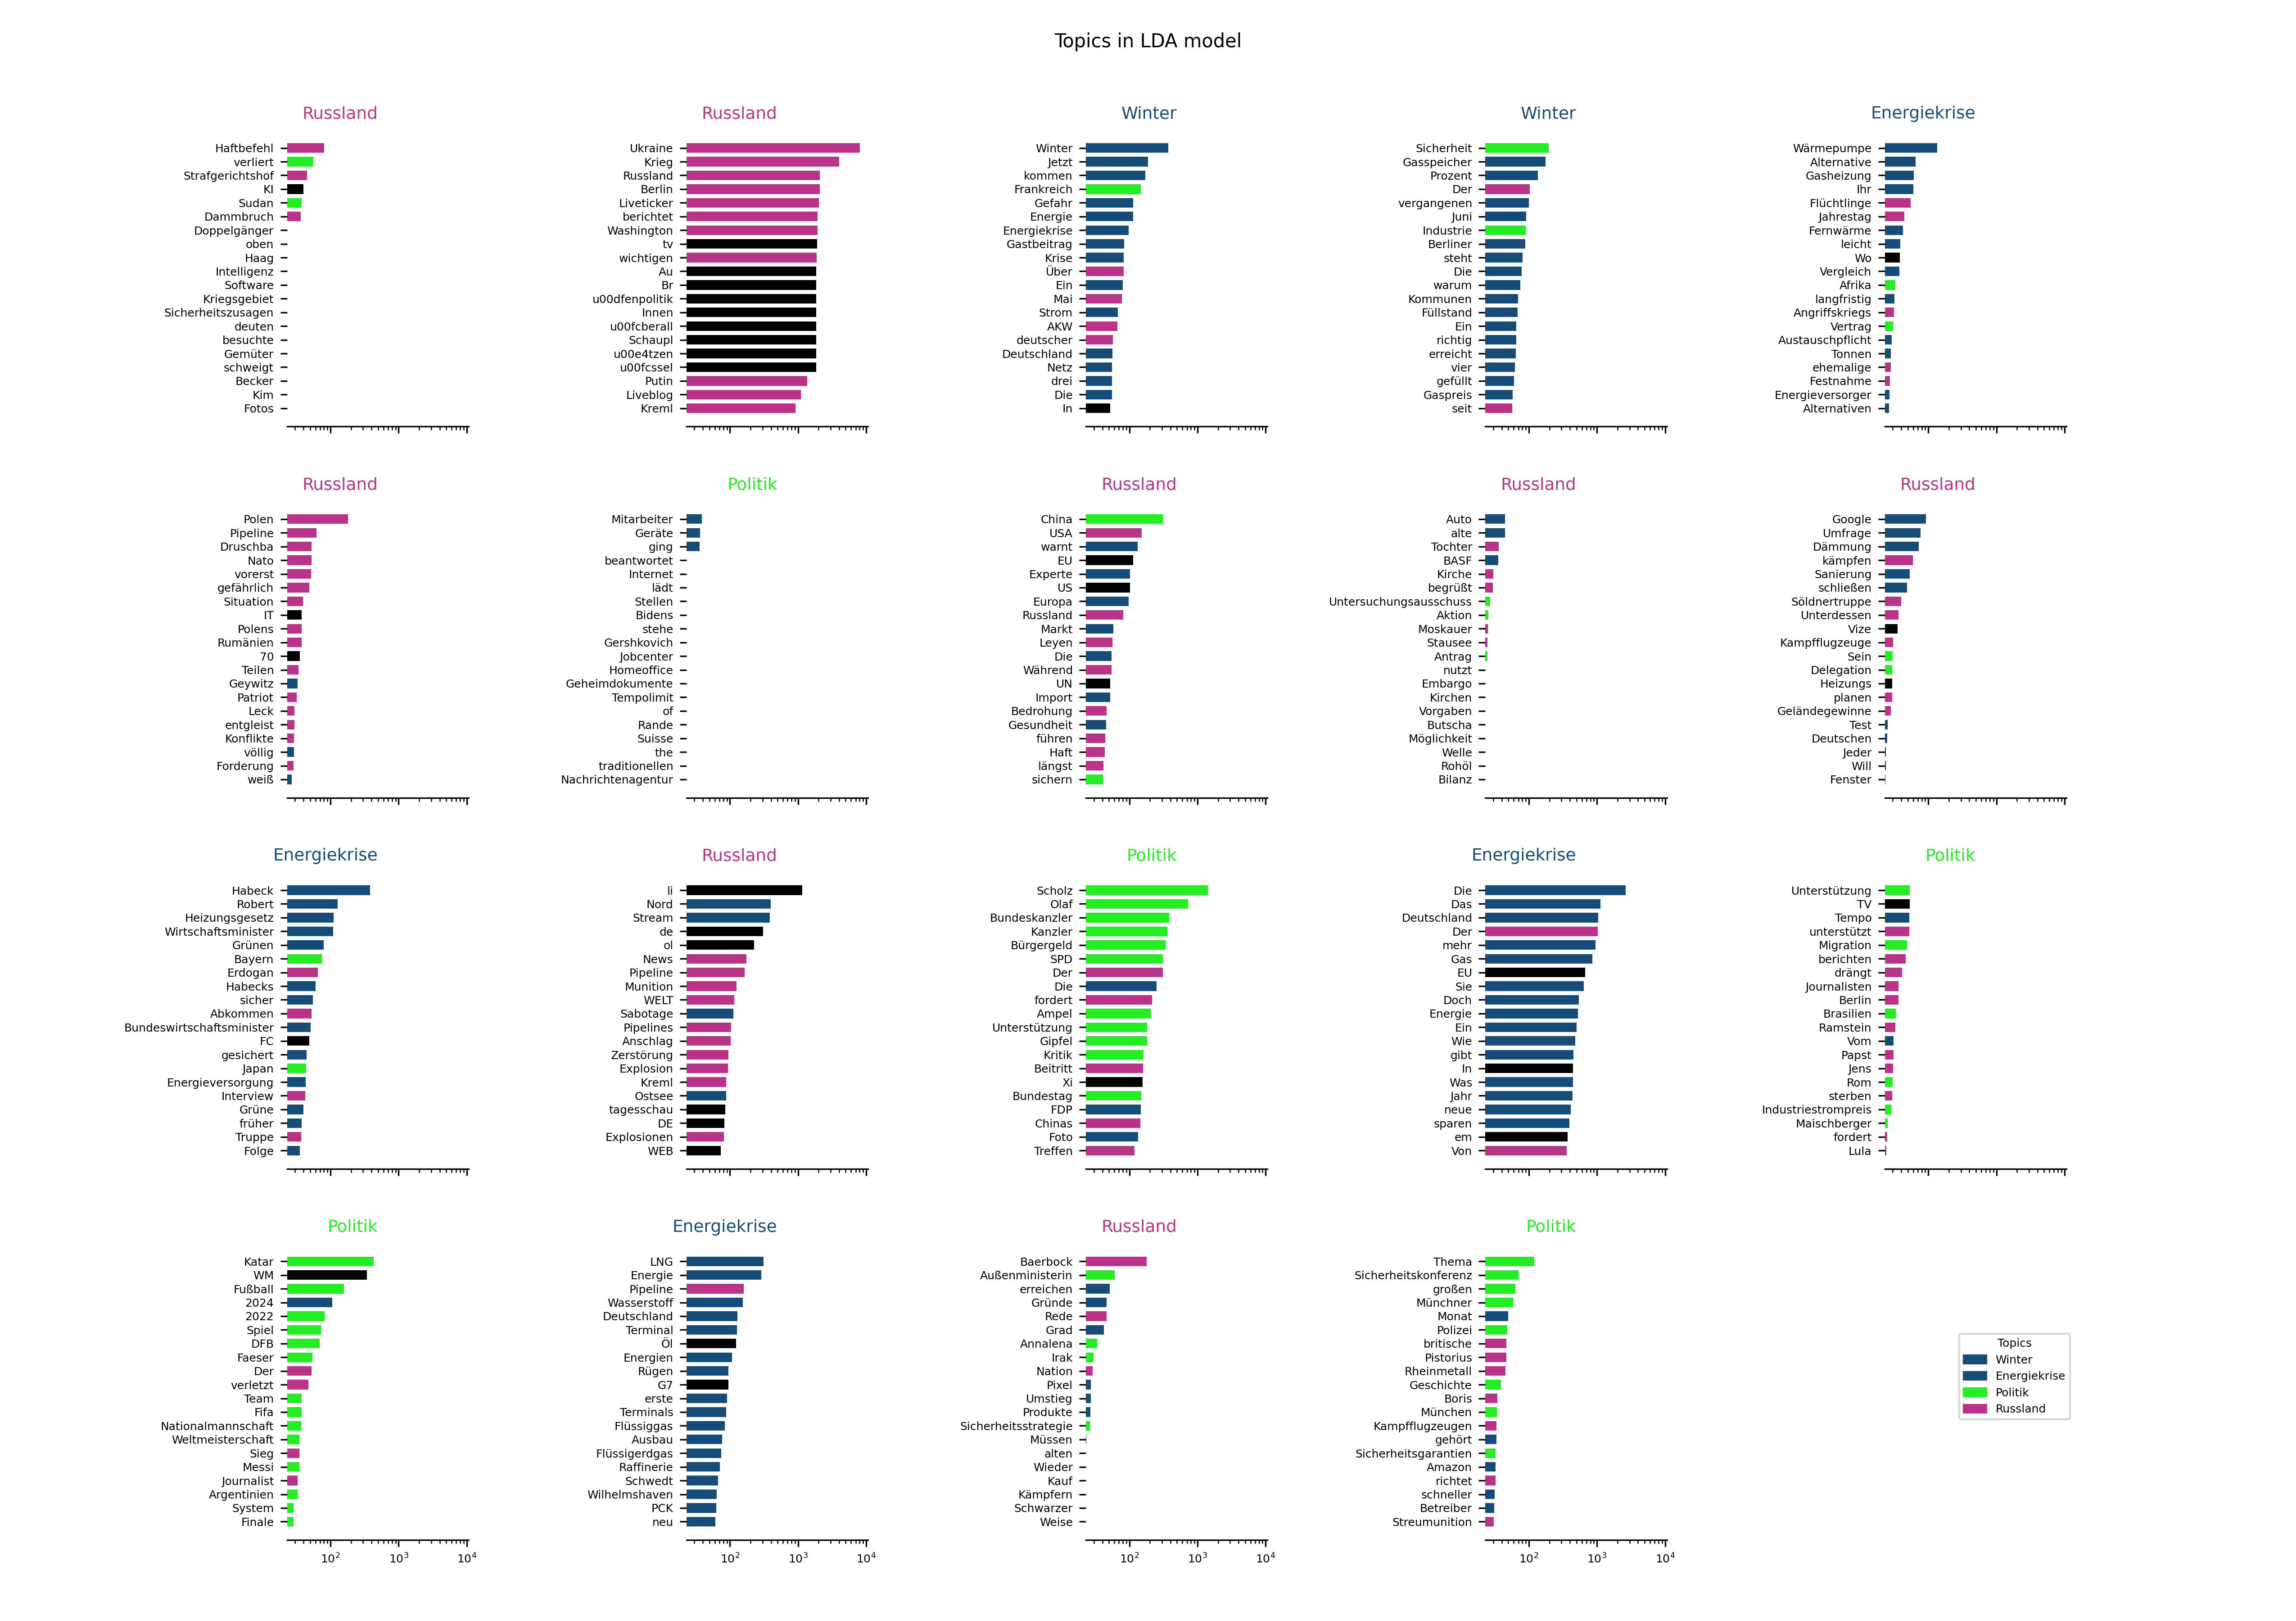 Topics in LDA model
Russland
Haftbefehl
verliert
Strafgerichtshof
KI
Sudan
Dammbruch
Doppelgänger
oben
Haag
Intelligenz
Software
Kriegsgebiet
Sicherheitszusagen
deuten
besuchte
Gemüter
schweigt
Becker
Kim
Fotos
Russland
Ukraine
Krieg
Russland
Berlin
Liveticker
berichtet
Washington
tv
wichtigen
Au
Br
u00dfenpolitik
Innen
u00fcberall
Schaupl
u00e4tzen
u00fcssel
Putin
Liveblog
Kreml
Winter
Winter
Jetzt
kommen
Frankreich
Gefahr
Energie
Energiekrise
Gastbeitrag
Krise
Über
Ein
Mai
Strom
AKW
deutscher
Deutschland
Netz
drei
Die
In
Winter
Sicherheit
Gasspeicher
Prozent
Der
vergangenen
Juni
Industrie
Berliner
steht
Die
warum
Kommunen
Füllstand
Ein
richtig
erreicht
vier
gefüllt
Gaspreis
seit
Energiekrise
Wärmepumpe
Alternative
Gasheizung
Ihr
Flüchtlinge
Jahrestag
Fernwärme
leicht
Wo
Vergleich
Afrika
langfristig
Angriffskriegs
Vertrag
Austauschpflicht
Tonnen
ehemalige
Festnahme
Energieversorger
Alternativen
Russland
Polen
Pipeline
Druschba
Nato
vorerst
gefährlich
Situation
IT
Polens
Rumänien
70
Teilen
Geywitz
Patriot
Leck
entgleist
Konflikte
völlig
Forderung
weiß
Politik
Mitarbeiter
Geräte
ging
beantwortet
Internet
lädt
Stellen
Bidens
stehe
Gershkovich
Jobcenter
Homeoffice
Geheimdokumente
Tempolimit
of
Rande
Suisse
the
traditionellen
Nachrichtenagentur
Russland
China
USA
warnt
EU
Experte
US
Europa
Russland
Markt
Leyen
Die
Während
UN
Import
Bedrohung
Gesundheit
führen
Haft
längst
sichern
Russland
Auto
alte
Tochter
BASF
Kirche
begrüßt
Untersuchungsausschuss
Aktion
Moskauer
Stausee
Antrag
nutzt
Embargo
Kirchen
Vorgaben
Butscha
Möglichkeit
Welle
Rohöl
Bilanz
Russland
Google
Umfrage
Dämmung
kämpfen
Sanierung
schließen
Söldnertruppe
Unterdessen
Vize
Kampfflugzeuge
Sein
Delegation
Heizungs
planen
Geländegewinne
Test
Deutschen
Jeder
Will
Fenster
Energiekrise
Habeck
Robert
Heizungsgesetz
Wirtschaftsminister
Grünen
Bayern
Erdogan
Habecks
sicher
Abkommen
Bundeswirtschaftsminister
FC
gesichert
Japan
Energieversorgung
Interview
Grüne
früher
Truppe
Folge
Russland
li
Nord
Stream
de
ol
News
Pipeline
Munition
WELT
Sabotage
Pipelines
Anschlag
Zerstörung
Explosion
Kreml
Ostsee
tagesschau
DE
Explosionen
WEB
Politik
Scholz
Olaf
Bundeskanzler
Kanzler
Bürgergeld
SPD
Der
Die
fordert
Ampel
Unterstützung
Gipfel
Kritik
Beitritt
Xi
Bundestag
FDP
Chinas
Foto
Treffen
Energiekrise
Die
Das
Deutschland
Der
mehr
Gas
EU
Sie
Doch
Energie
Ein
Wie
gibt
In
Was
Jahr
neue
sparen
em
Von
Politik
Unterstützung
TV
Tempo
unterstützt
Migration
berichten
drängt
Journalisten
Berlin
Brasilien
Ramstein
Vom
Papst
Jens
Rom
sterben
Industriestrompreis
Maischberger
fordert
Lula
Politik
Katar
WM
Fußball
2024
2022
Spiel
DFB
Faeser
Der
verletzt
Team
Fifa
Nationalmannschaft
Weltmeisterschaft
Sieg
Messi
Journalist
Argentinien
System
Finale
10² 10³ 10⁴
Energiekrise
LNG
Energie
Pipeline
Wasserstoff
Deutschland
Terminal
Öl
Energien
Rügen
G7
erste
Terminals
Flüssiggas
Ausbau
Flüssigerdgas
Raffinerie
Schwedt
Wilhelmshaven
PCK
neu
10² 10³ 10⁴
Russland
Baerbock
Außenministerin
erreichen
Gründe
Rede
Grad
Annalena
Irak
Nation
Pixel
Umstieg
Produkte
Sicherheitsstrategie
Müssen
alten
Wieder
Kauf
Kämpfern
Schwarzer
Weise
10² 10³ 10⁴
Politik
Thema
Sicherheitskonferenz
großen
Münchner
Monat
Polizei
britische
Pistorius
Rheinmetall
Geschichte
Boris
München
Kampfflugzeugen
gehört
Sicherheitsgarantien
Amazon
richtet
schneller
Betreiber
Streumunition
10² 10³ 10⁴
Topics
Winter
Energiekrise
Politik
Russland